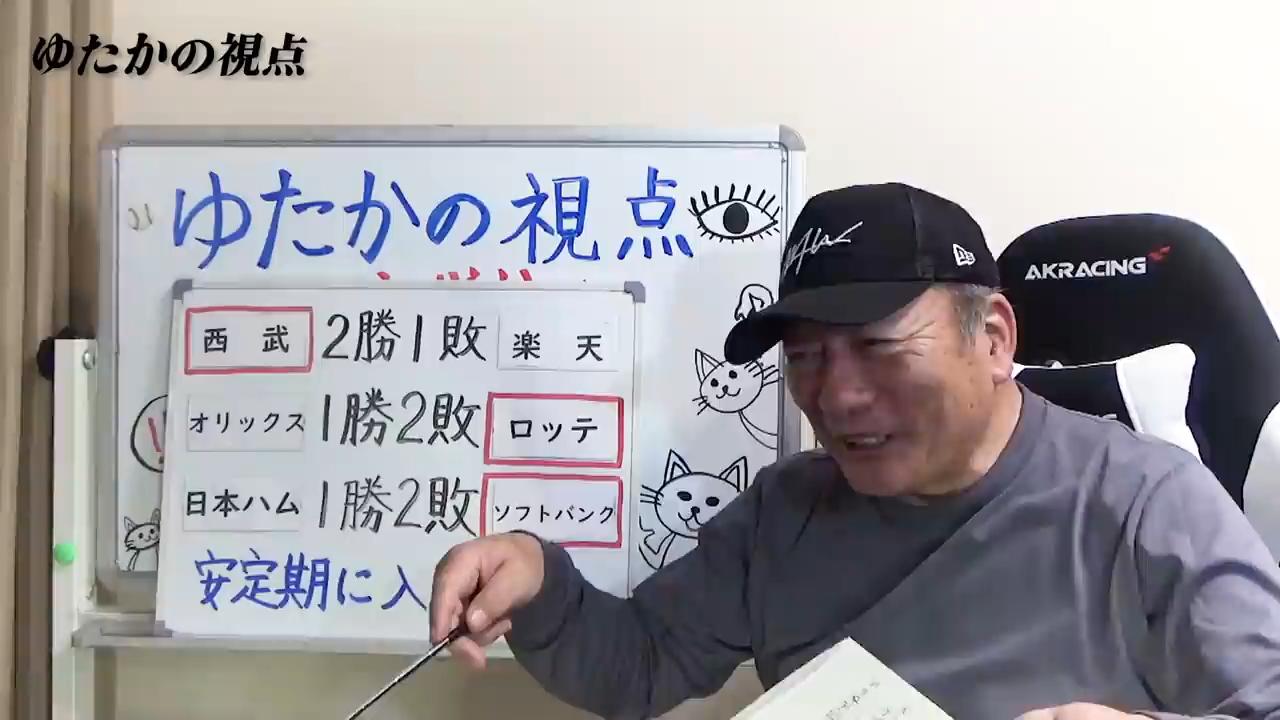 ゆたかの視点
ゆたかの視点
西武 2勝1敗 楽天
オリックス 1勝2敗 ロッテ
日本ハム 1勝2敗 ソフトバンク
安定期に入
AKRACING